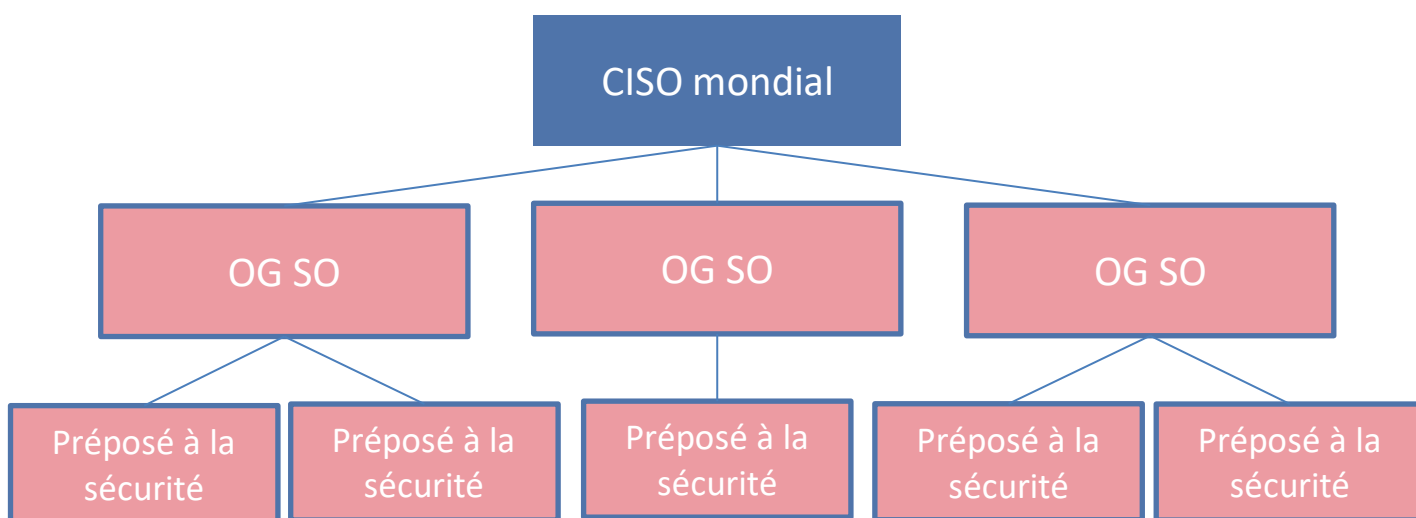 CISO mondial
OG SO
OG SO
OG SO
Préposé à la
sécurité
Préposé à la
sécurité
Préposé à la
sécurité
Préposé à la
sécurité
Préposé à la
sécurité